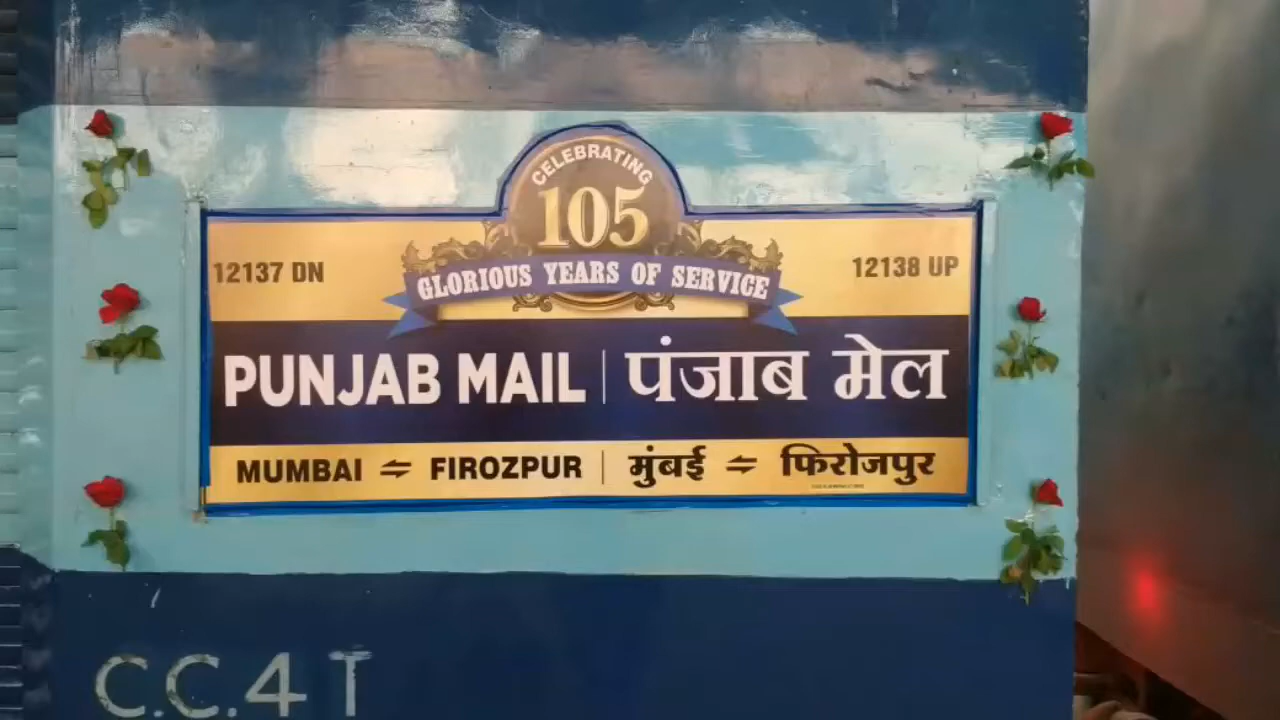 CELEBRATING
105
GLORIOUS YEARS OF SERVICE
12137 DN
12138 UP
PUNJAB MAIL | पंजाब मेल
MUMBAI ⇌ FIROZPUR | मुंबई ⇌ फिरोजपुर
C.C.4 T